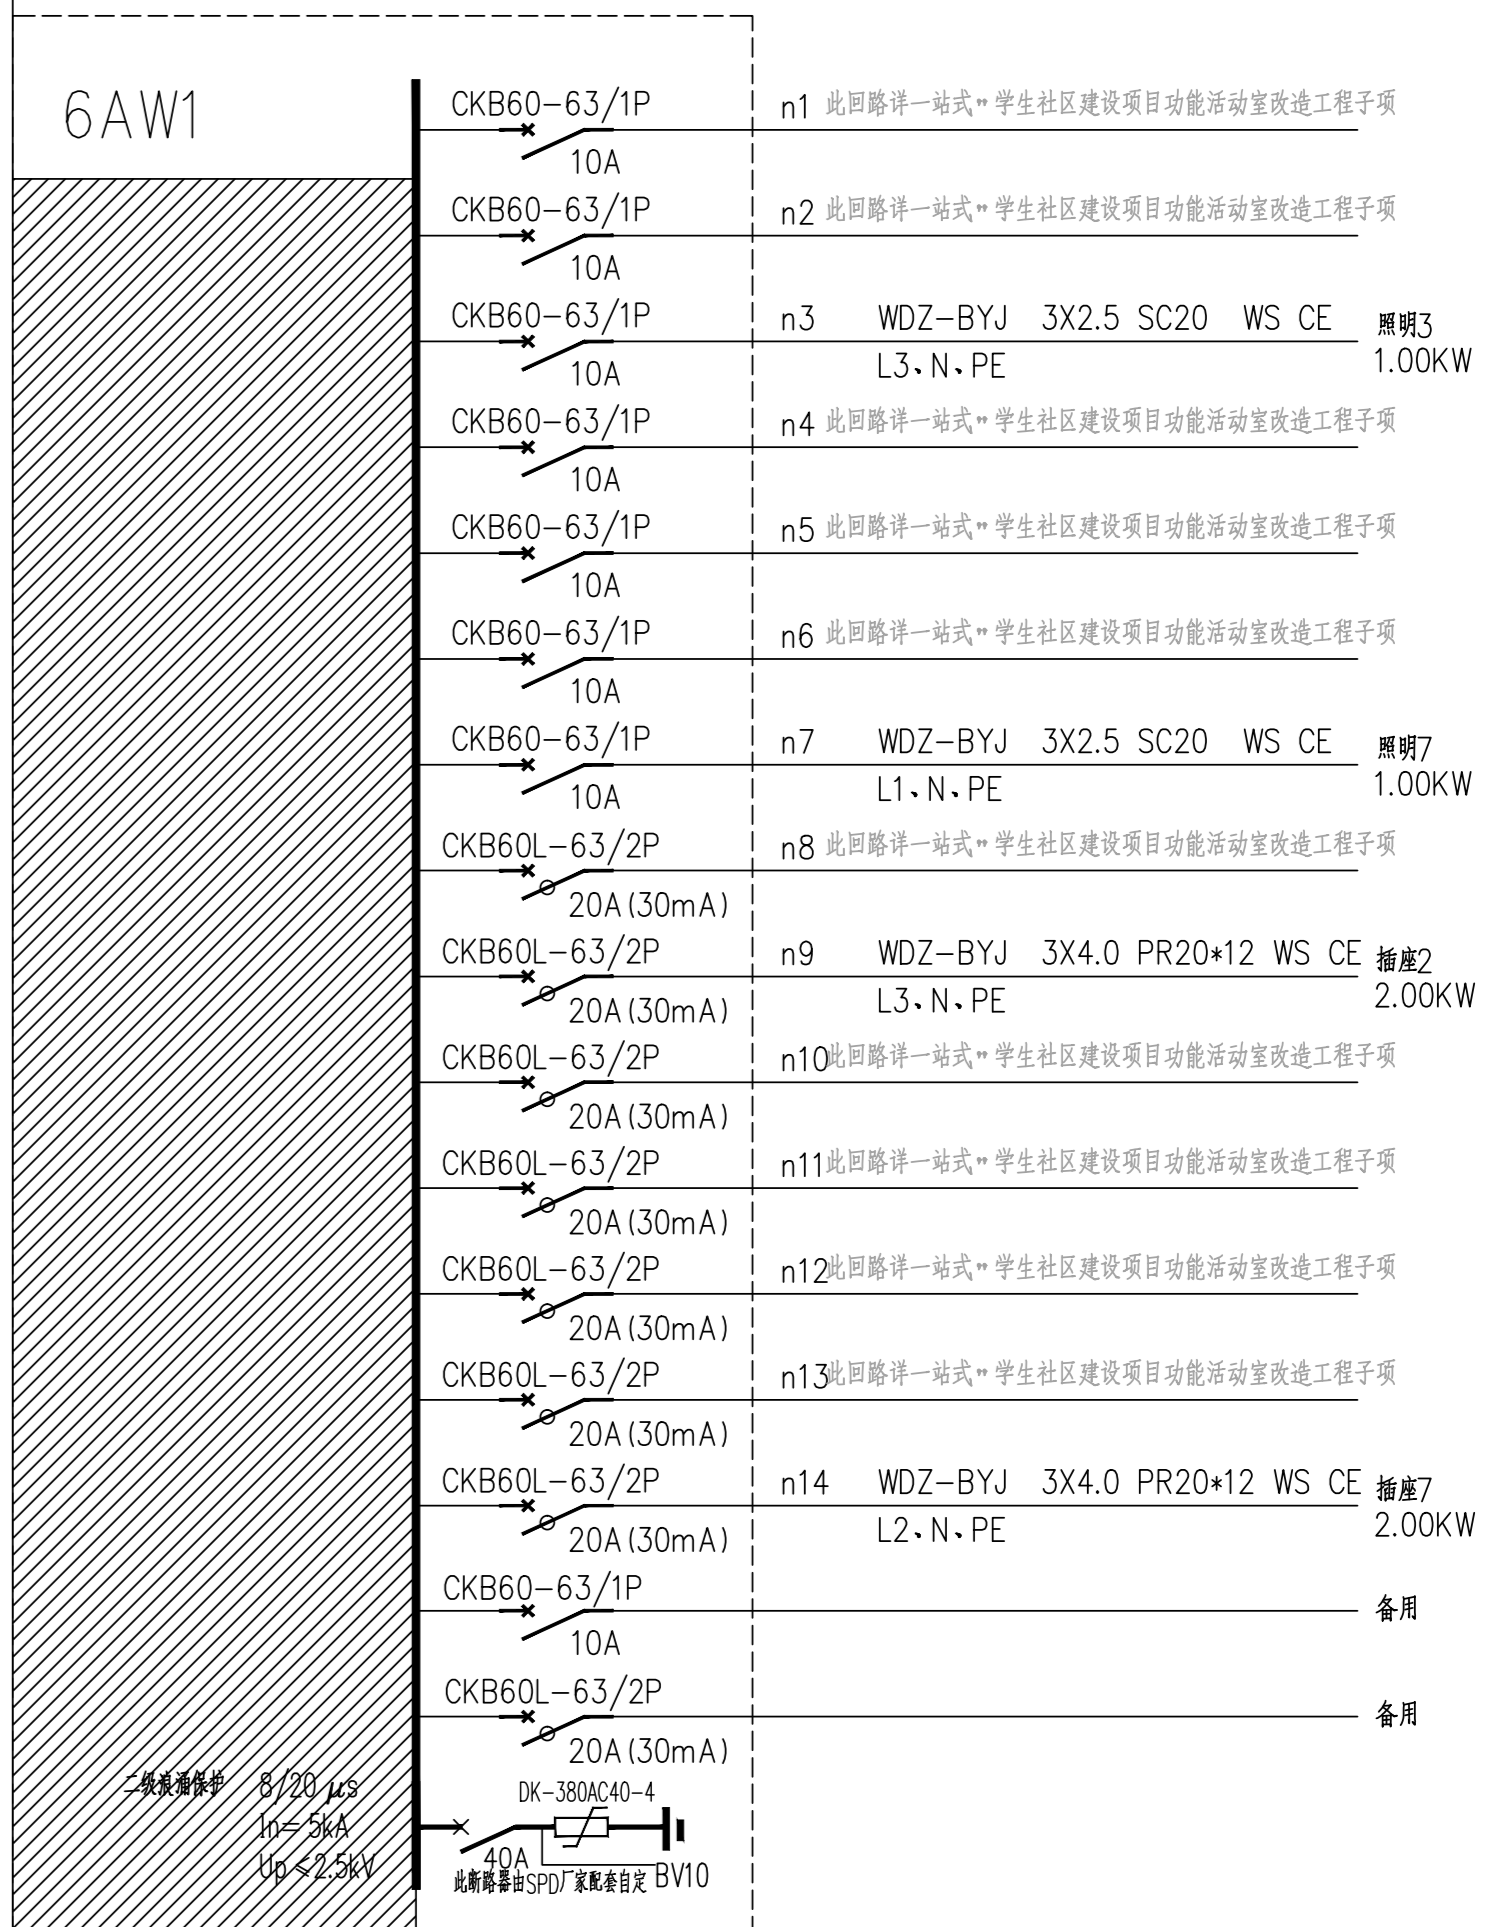 6AW1
CKB60-63/1P
n1 此回路详一站式"学生社区建设项目功能活动室改造工程子项
10A
CKB60-63/1P
n2 此回路详一站式"学生社区建设项目功能活动室改造工程子项
10A
CKB60-63/1P
n3 WDZ-BYJ 3X2.5 SC20 WS CE 照明3
10A L3、N、PE 1.00KW
CKB60-63/1P
n4 此回路详一站式"学生社区建设项目功能活动室改造工程子项
10A
CKB60-63/1P
n5 此回路详一站式"学生社区建设项目功能活动室改造工程子项
10A
CKB60-63/1P
n6 此回路详一站式"学生社区建设项目功能活动室改造工程子项
10A
CKB60-63/1P
n7 WDZ-BYJ 3X2.5 SC20 WS CE 照明7
10A L1、N、PE 1.00KW
CKB60L-63/2P
n8 此回路详一站式"学生社区建设项目功能活动室改造工程子项
20A(30mA)
CKB60L-63/2P
n9 WDZ-BYJ 3X4.0 PR20*12 WS CE 插座2
20A(30mA) L3、N、PE 2.00KW
CKB60L-63/2P
n10 此回路详一站式"学生社区建设项目功能活动室改造工程子项
20A(30mA)
CKB60L-63/2P
n11 此回路详一站式"学生社区建设项目功能活动室改造工程子项
20A(30mA)
CKB60L-63/2P
n12 此回路详一站式"学生社区建设项目功能活动室改造工程子项
20A(30mA)
CKB60L-63/2P
n13 此回路详一站式"学生社区建设项目功能活动室改造工程子项
20A(30mA)
CKB60L-63/2P
n14 WDZ-BYJ 3X4.0 PR20*12 WS CE 插座7
20A(30mA) L2、N、PE 2.00KW
CKB60-63/1P
备用
10A
CKB60L-63/2P
备用
20A(30mA)
二级浪涌保护 8/20 μs
In=5kA
Up≤2.5kV
DK-380AC40-4
40A
此断路器由SPD厂家配套自定 BV10